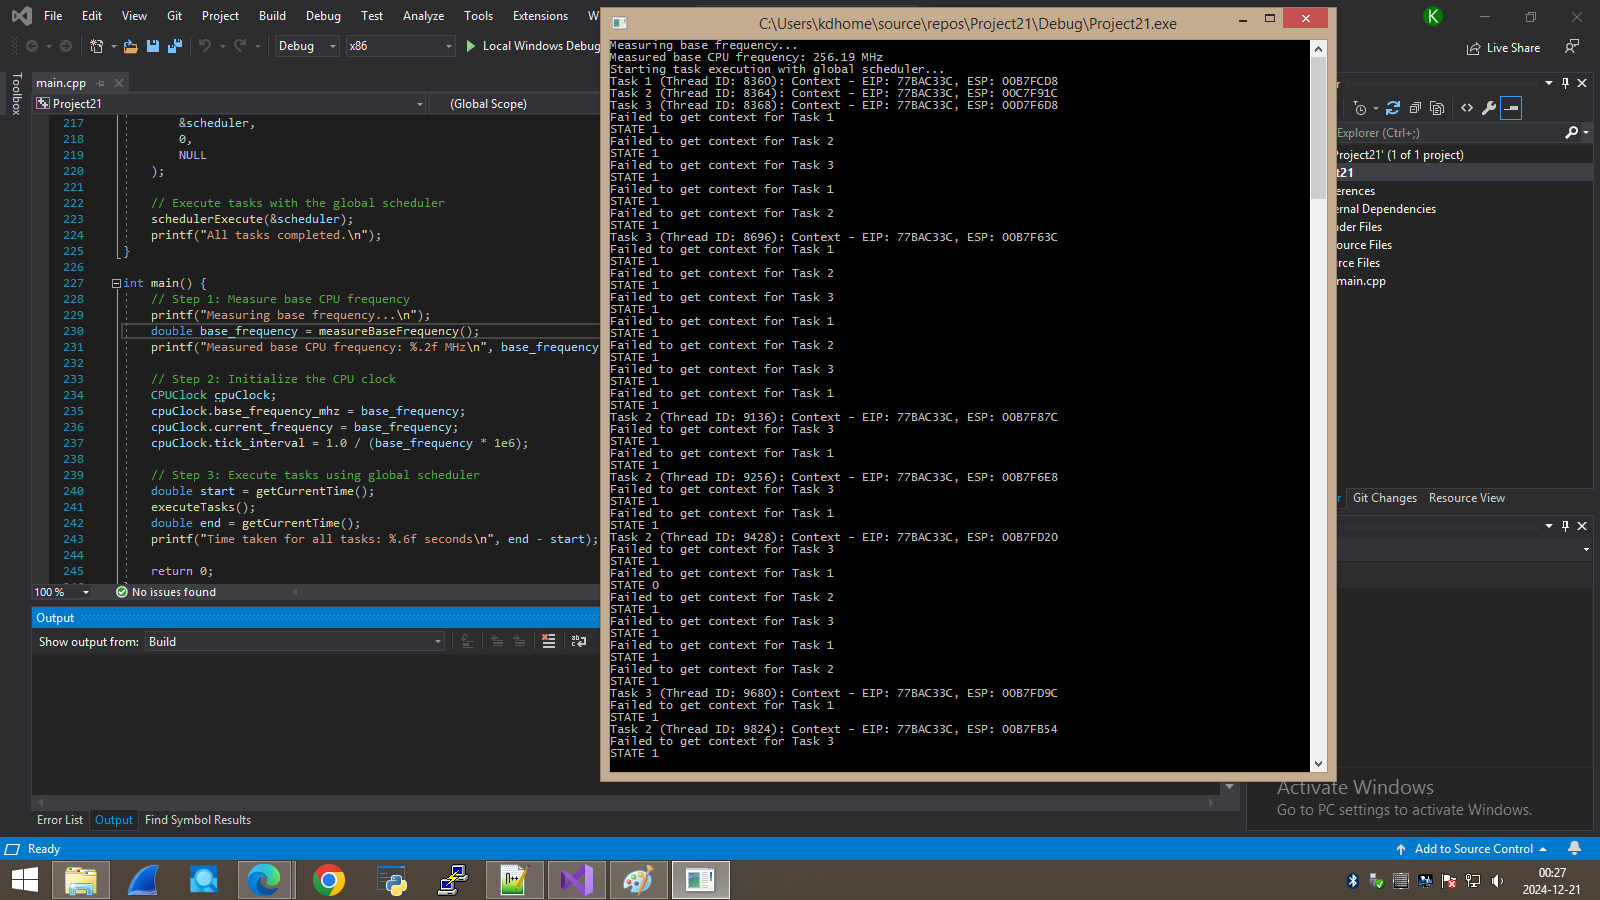 File Edit View Git Project Build Debug Test Analyze Tools Extensions W
C:\Users\kdhome\source\repos\Project21\Debug\Project21.exe
K
Debug x86 Local Windows Debug
Live Share
Toolbox
main.cpp
Project21 (Global Scope)
217 &scheduler,
218 0,
219 NULL
220 );
221
222 // Execute tasks with the global scheduler
223 schedulerExecute(&scheduler);
224 printf("All tasks completed.\n");
225 }
226
227 int main() {
228 // Step 1: Measure base CPU frequency
229 printf("Measuring base frequency...\n");
230 double base_frequency = measureBaseFrequency();
231 printf("Measured base CPU frequency: %.2f MHz\n", base_frequency
232
233 // Step 2: Initialize the CPU clock
234 CPUClock cpuClock;
235 cpuClock.base_frequency_mhz = base_frequency;
236 cpuClock.current_frequency = base_frequency;
237 cpuClock.tick_interval = 1.0 / (base_frequency * 1e6);
238
239 // Step 3: Execute tasks using global scheduler
240 double start = getCurrentTime();
241 executeTasks();
242 double end = getCurrentTime();
243 printf("Time taken for all tasks: %.6f seconds\n", end - start);
244
245 return 0;
100 % No issues found
Output
Show output from: Build
Error List Output Find Symbol Results
Measuring base frequency...
Measured base CPU frequency: 256.19 MHz
Starting task execution with global scheduler...
Task 1 (Thread ID: 8360): Context - EIP: 77BAC33C, ESP: 00B7FCD8
Task 2 (Thread ID: 8364): Context - EIP: 77BAC33C, ESP: 00C7F91C
Task 3 (Thread ID: 8368): Context - EIP: 77BAC33C, ESP: 00D7F6D8
Failed to get context for Task 1
STATE 1
Failed to get context for Task 2
STATE 1
Failed to get context for Task 3
STATE 1
Failed to get context for Task 1
STATE 1
Failed to get context for Task 2
STATE 1
Task 3 (Thread ID: 8696): Context - EIP: 77BAC33C, ESP: 00B7F63C
Failed to get context for Task 1
STATE 1
Failed to get context for Task 2
STATE 1
Failed to get context for Task 3
STATE 1
Failed to get context for Task 1
STATE 1
Failed to get context for Task 2
STATE 1
Failed to get context for Task 3
STATE 1
Failed to get context for Task 1
STATE 1
Task 2 (Thread ID: 9136): Context - EIP: 77BAC33C, ESP: 00B7F87C
Failed to get context for Task 3
STATE 1
Failed to get context for Task 1
STATE 1
Task 2 (Thread ID: 9256): Context - EIP: 77BAC33C, ESP: 00B7F6E8
Failed to get context for Task 3
STATE 1
Failed to get context for Task 1
STATE 1
Task 2 (Thread ID: 9428): Context - EIP: 77BAC33C, ESP: 00B7FD20
Failed to get context for Task 3
STATE 1
Failed to get context for Task 1
STATE 0
Failed to get context for Task 2
STATE 1
Failed to get context for Task 3
STATE 1
Failed to get context for Task 1
STATE 1
Failed to get context for Task 2
STATE 1
Task 3 (Thread ID: 9680): Context - EIP: 77BAC33C, ESP: 00B7FD9C
Failed to get context for Task 1
STATE 1
Task 2 (Thread ID: 9824): Context - EIP: 77BAC33C, ESP: 00B7FB54
Failed to get context for Task 3
STATE 1
r
Explorer (Ctrl+;)
Project21' (1 of 1 project)
t21
erences
ernal Dependencies
der Files
ource Files
rce Files
main.cpp
r Git Changes Resource View
Activate Windows
Go to PC settings to activate Windows.
Ready
Add to Source Control
00:27
2024-12-21